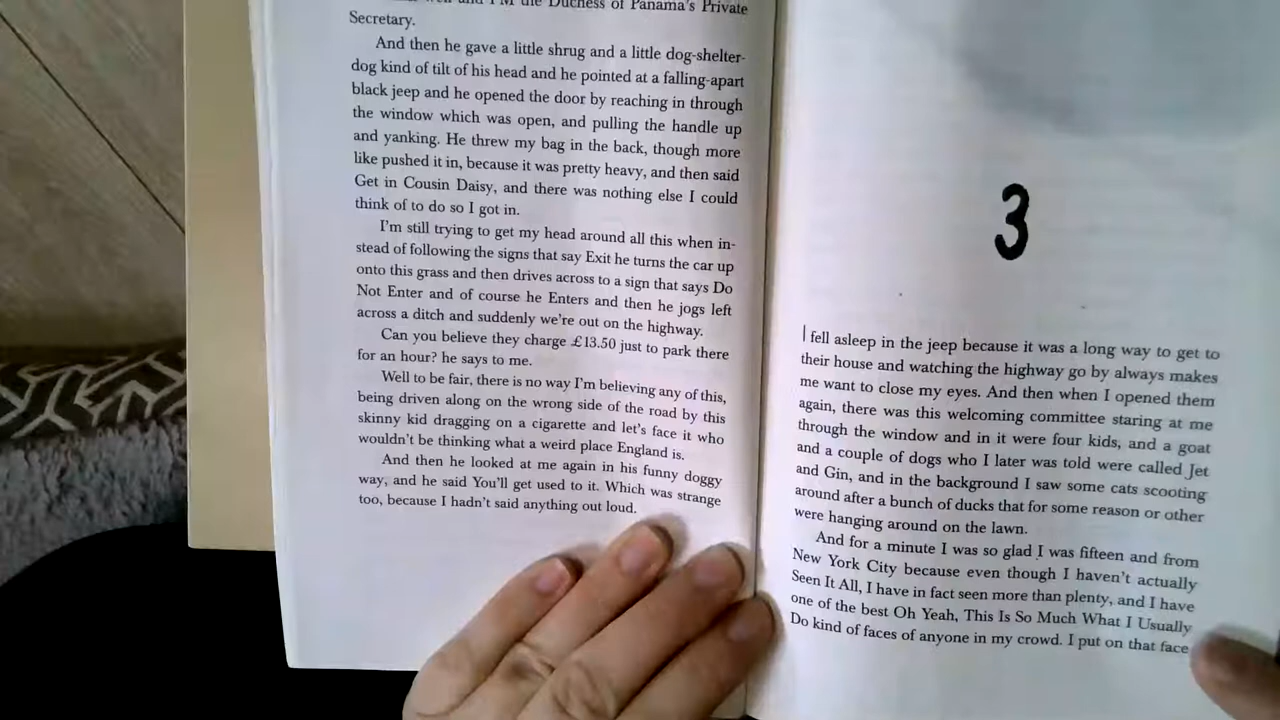 well and I'M the Duchess of Panama's Private
Secretary.
And then he gave a little shrug and a little dog-shelter-
dog kind of tilt of his head and he pointed at a falling-apart
black jeep and he opened the door by reaching in through
the window which was open, and pulling the handle up
and yanking. He threw my bag in the back, though more
like pushed it in, because it was pretty heavy, and then said
Get in Cousin Daisy, and there was nothing else I could
think of to do so I got in.
I'm still trying to get my head around all this when in-
stead of following the signs that say Exit he turns the car up
onto this grass and then drives across to a sign that says Do
Not Enter and of course he Enters and then he jogs left
across a ditch and suddenly we're out on the highway.
Can you believe they charge £13.50 just to park there
for an hour? he says to me.
Well to be fair, there is no way I'm believing any of this,
being driven along on the wrong side of the road by this
skinny kid dragging on a cigarette and let's face it who
wouldn't be thinking what a weird place England is.
And then he looked at me again in his funny doggy
way, and he said You'll get used to it. Which was strange
too, because I hadn't said anything out loud.
3
I fell asleep in the jeep because it was a long way to get to
their house and watching the highway go by always makes
me want to close my eyes. And then when I opened them
again, there was this welcoming committee staring at me
through the window and in it were four kids, and a goat
and a couple of dogs who I later was told were called Jet
and Gin, and in the background I saw some cats scooting
around after a bunch of ducks that for some reason or other
were hanging around on the lawn.
And for a minute I was so glad I was fifteen and from
New York City because even though I haven't actually
Seen It All, I have in fact seen more than plenty, and I have
one of the best Oh Yeah, This Is So Much What I Usually
Do kind of faces of anyone in my crowd. I put on that face